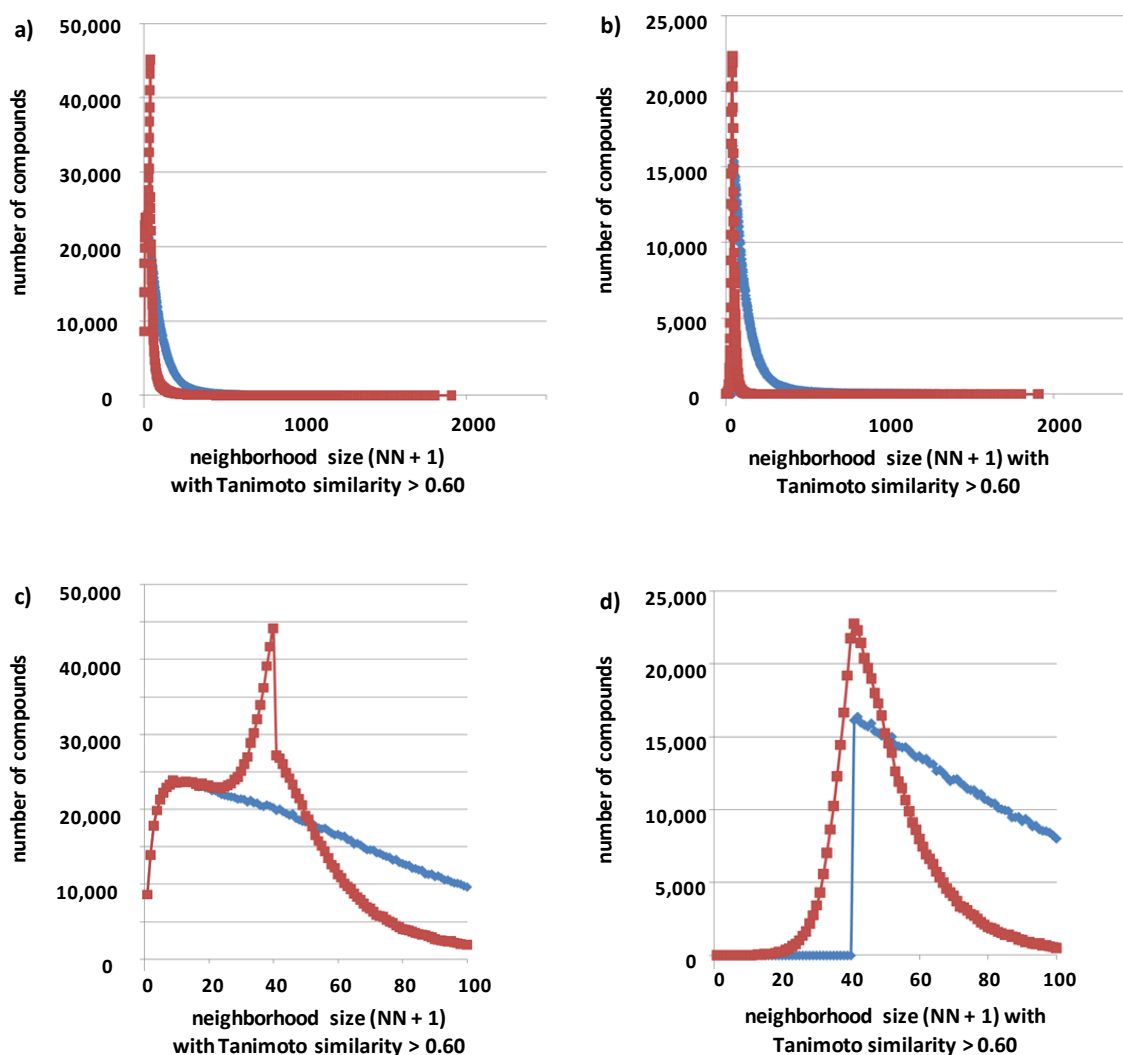 a)
50,000
40,000
30,000
20,000
10,000
0
number of compounds
0 1000 2000
neighborhood size (NN + 1)
with Tanimoto similarity > 0.60
b)
25,000
20,000
15,000
10,000
5,000
0
number of compounds
0 1000 2000
neighborhood size (NN + 1) with
Tanimoto similarity > 0.60
c)
50,000
40,000
30,000
20,000
10,000
0
number of compounds
0 20 40 60 80 100
neighborhood size (NN + 1)
with Tanimoto similarity > 0.60
d)
25,000
20,000
15,000
10,000
5,000
0
number of compounds
0 20 40 60 80 100
neighborhood size (NN + 1) with
Tanimoto similarity > 0.60